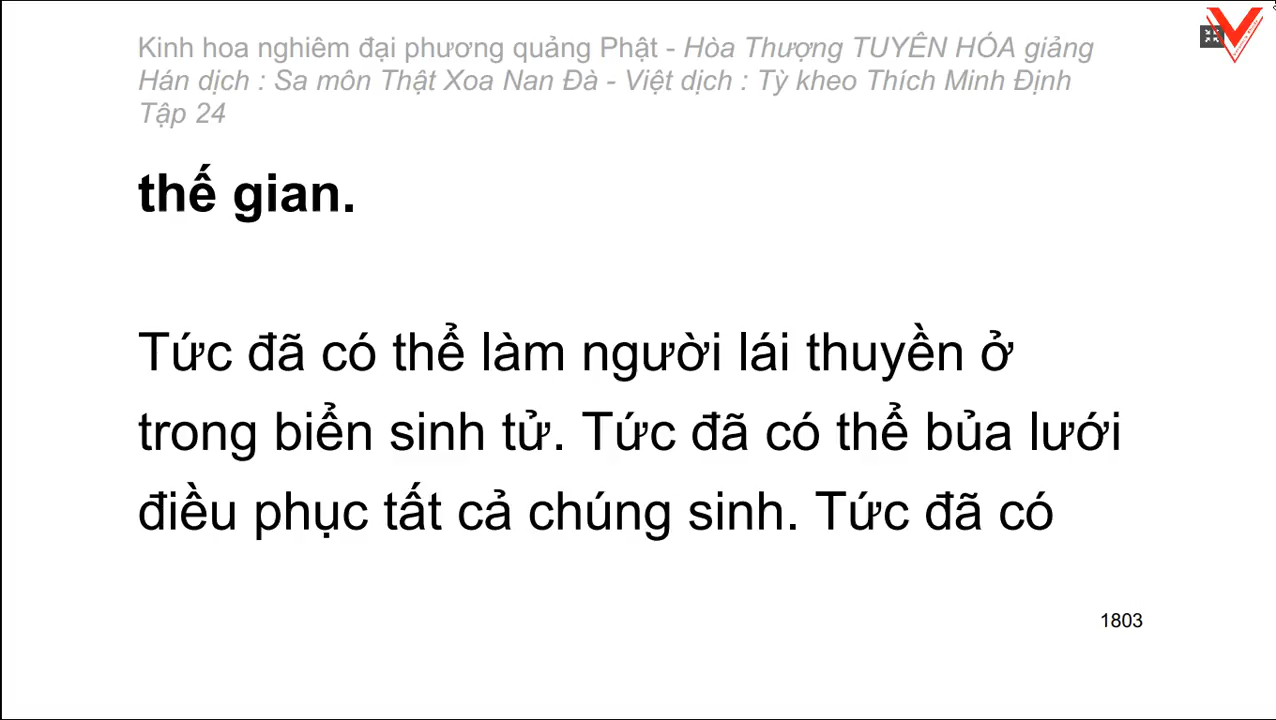 Kinh hoa nghiêm đại phương quảng Phật - Hòa Thượng TUYÊN HÓA giảng
Hán dịch : Sa môn Thật Xoa Nan Đà - Việt dịch : Tỳ kheo Thích Minh Định
Tập 24
thế gian.
Tức đã có thể làm người lái thuyền ở
trong biển sinh tử. Tức đã có thể bủa lưới
điều phục tất cả chúng sinh. Tức đã có
1803